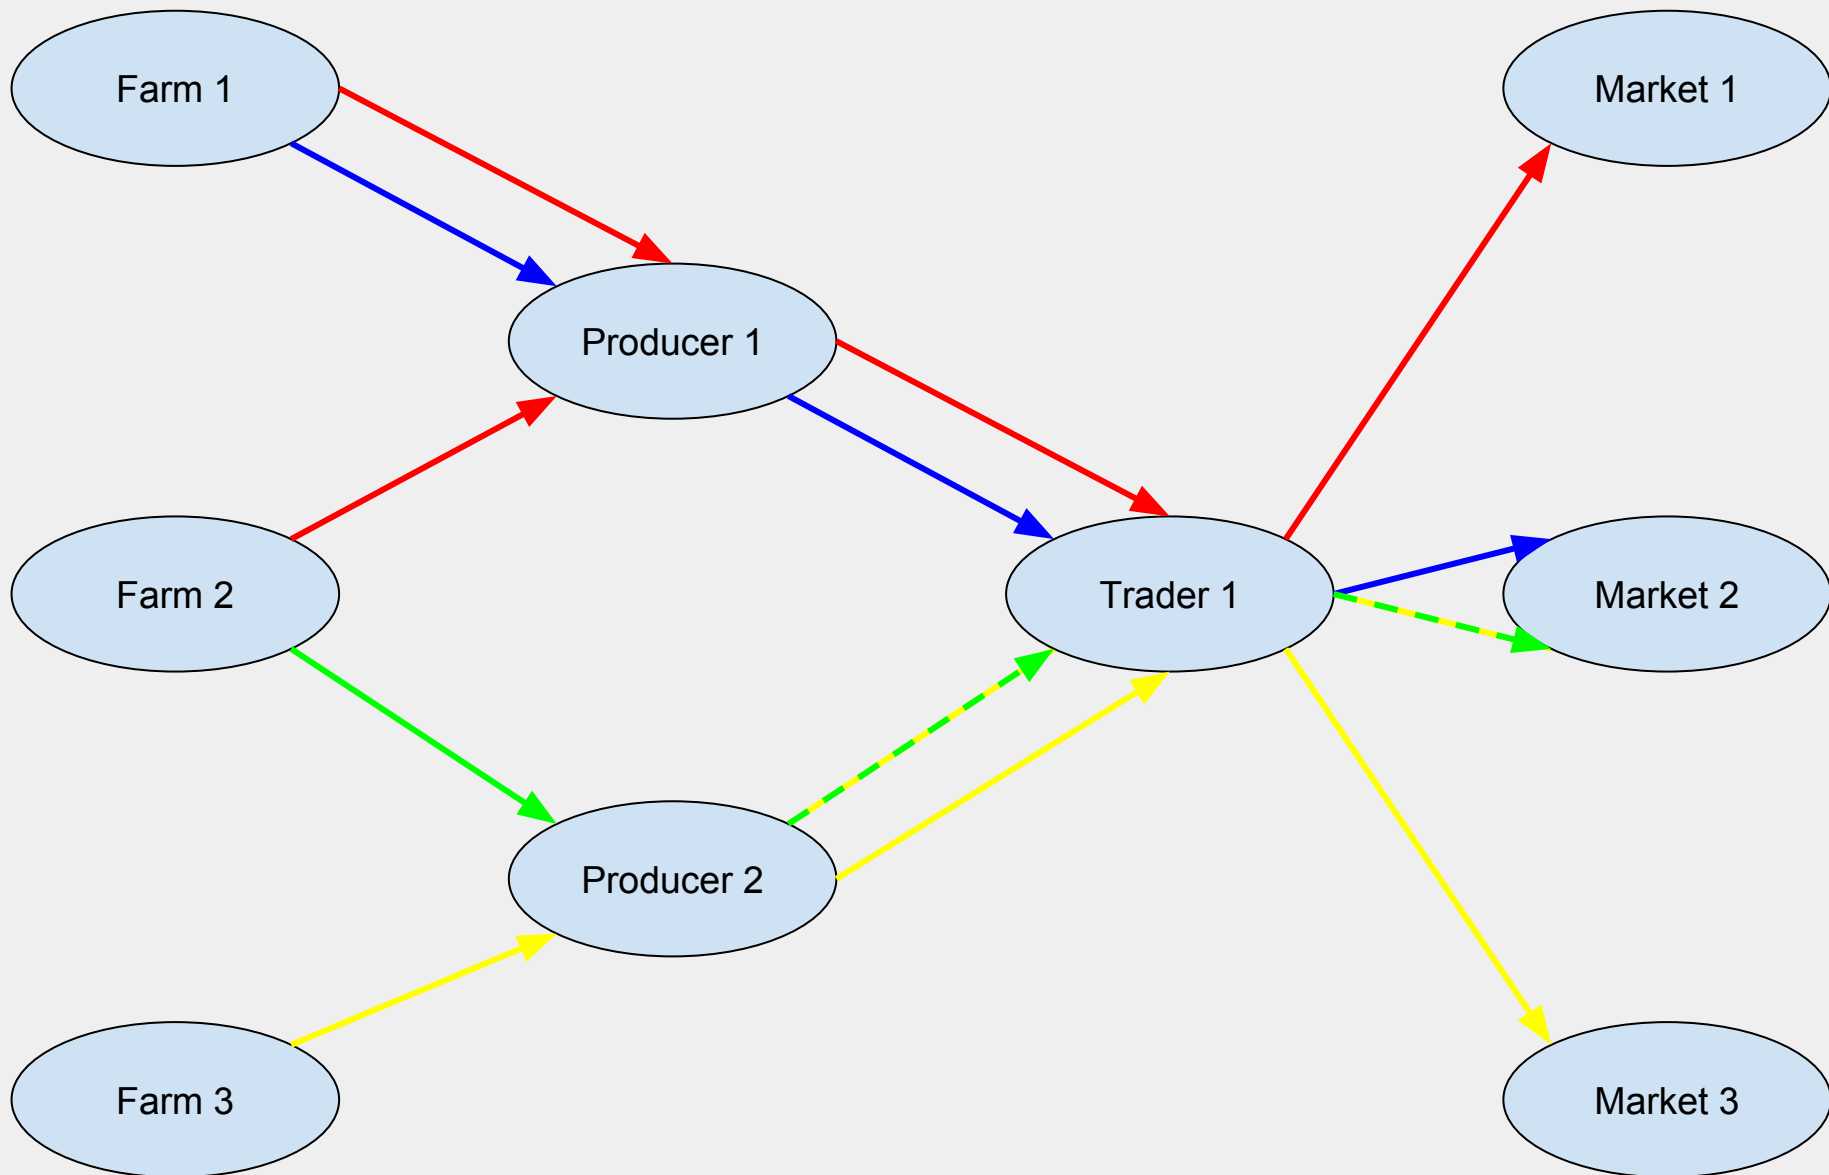 Farm 1
Market 1
Producer 1
Farm 2
Trader 1
Market 2
Producer 2
Farm 3
Market 3